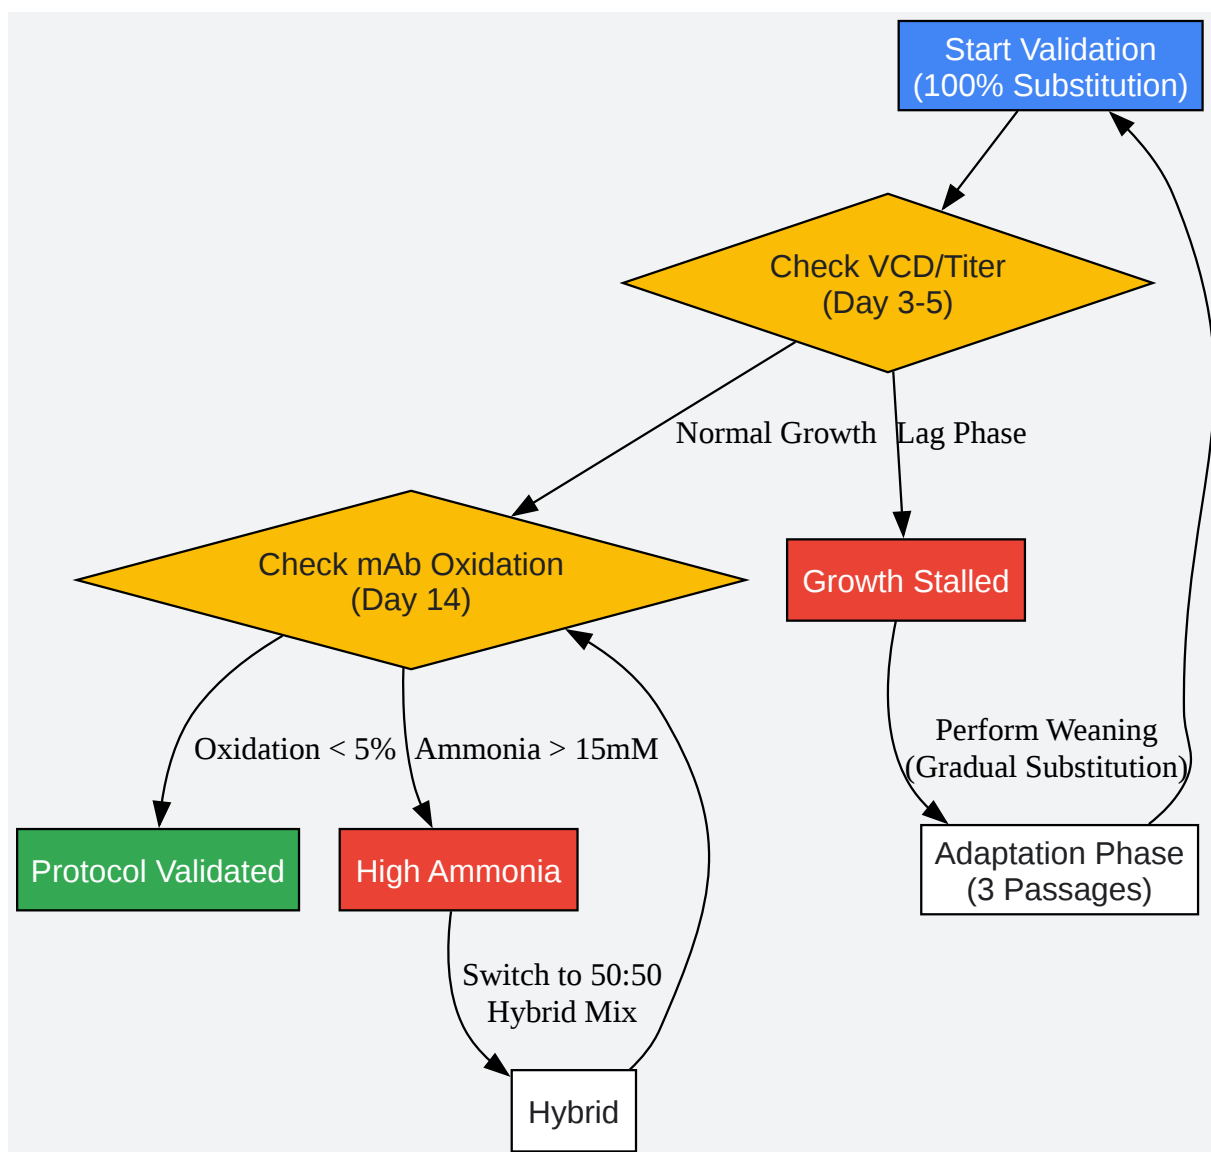 Start Validation
(100% Substitution)
Check VCD/Titer
(Day 3-5)
Normal Growth
Lag Phase
Check mAb Oxidation
(Day 14)
Growth Stalled
Oxidation < 5%
Ammonia > 15mM
Perform Weaning
(Gradual Substitution)
Protocol Validated
High Ammonia
Adaptation Phase
(3 Passages)
Switch to 50:50
Hybrid Mix
Hybrid